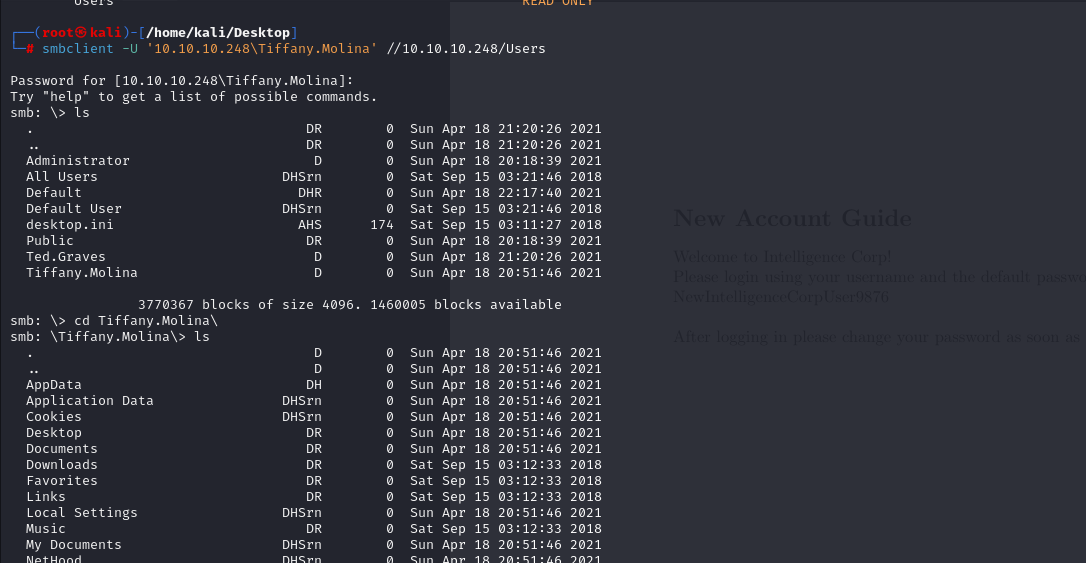 Users READ ONLY
┌──(root㉿kali)-[/home/kali/Desktop]
└─# smbclient -U '10.10.10.248\Tiffany.Molina' //10.10.10.248/Users
Password for [10.10.10.248\Tiffany.Molina]:
Try "help" to get a list of possible commands.
smb: \> ls
. DR 0 Sun Apr 18 21:20:26 2021
.. DR 0 Sun Apr 18 21:20:26 2021
Administrator D 0 Sun Apr 18 20:18:39 2021
All Users DHSrn 0 Sat Sep 15 03:21:46 2018
Default DHR 0 Sun Apr 18 22:17:40 2021
Default User DHSrn 0 Sat Sep 15 03:21:46 2018
desktop.ini AHS 174 Sat Sep 15 03:11:27 2018
Public DR 0 Sun Apr 18 20:18:39 2021
Ted.Graves D 0 Sun Apr 18 21:20:26 2021
Tiffany.Molina D 0 Sun Apr 18 20:51:46 2021
3770367 blocks of size 4096. 1460005 blocks available
smb: \> cd Tiffany.Molina\
smb: \Tiffany.Molina\> ls
. D 0 Sun Apr 18 20:51:46 2021
.. D 0 Sun Apr 18 20:51:46 2021
AppData DH 0 Sun Apr 18 20:51:46 2021
Application Data DHSrn 0 Sun Apr 18 20:51:46 2021
Cookies DHSrn 0 Sun Apr 18 20:51:46 2021
Desktop DR 0 Sun Apr 18 20:51:46 2021
Documents DR 0 Sun Apr 18 20:51:46 2021
Downloads DR 0 Sat Sep 15 03:12:33 2018
Favorites DR 0 Sat Sep 15 03:12:33 2018
Links DR 0 Sat Sep 15 03:12:33 2018
Local Settings DHSrn 0 Sun Apr 18 20:51:46 2021
Music DR 0 Sat Sep 15 03:12:33 2018
My Documents DHSrn 0 Sun Apr 18 20:51:46 2021
NetHood DHSrn 0 Sun Apr 18 20:51:46 2021
New Account Guide
Welcome to Intelligence Corp!
Please login using your username and the default passwo
NewIntelligenceCorpUser9876
After logging in please change your password as soon as